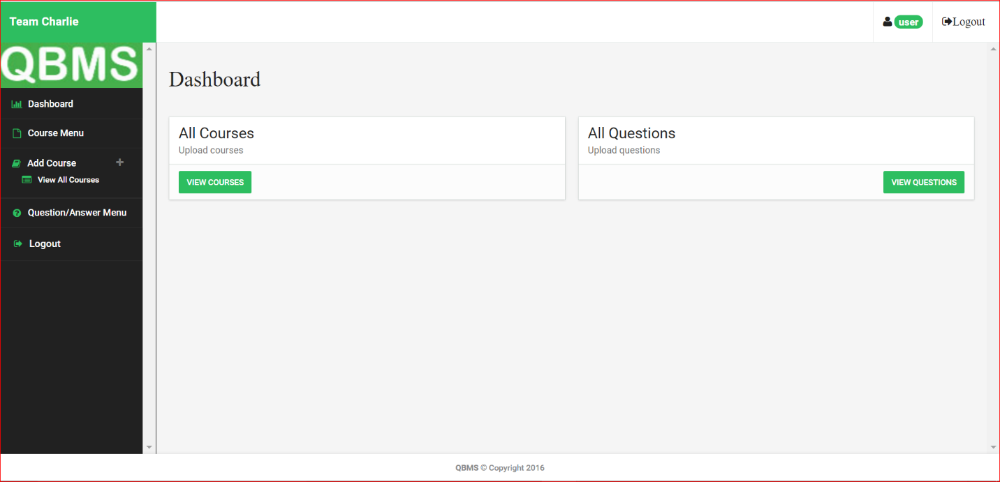 Team Charlie
user
Logout
QBMS
Dashboard
Course Menu
Add Course
View All Courses
Question/Answer Menu
Logout
Dashboard
All Courses
Upload courses
VIEW COURSES
All Questions
Upload questions
VIEW QUESTIONS
QBMS © Copyright 2016